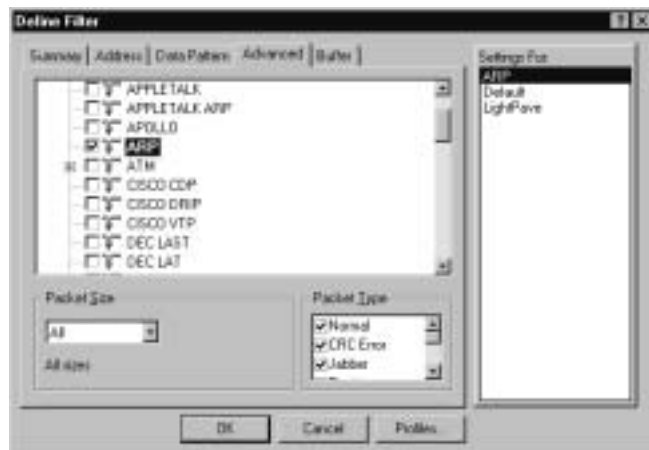 Define Filter
Summary Address Data Pattern Advanced Buffer
Settings For:
ARP
Default
APPLETALK
APPLETALK ARP
APOLLO
ARP
ATM
CISCO CDP
CISCO DRIP
CISCO VTP
DEC LAST
DEC LAT
Packet Size
All
All sizes
Packet Type
Normal
CRC Error
Jabber
OK Cancel Profiles...